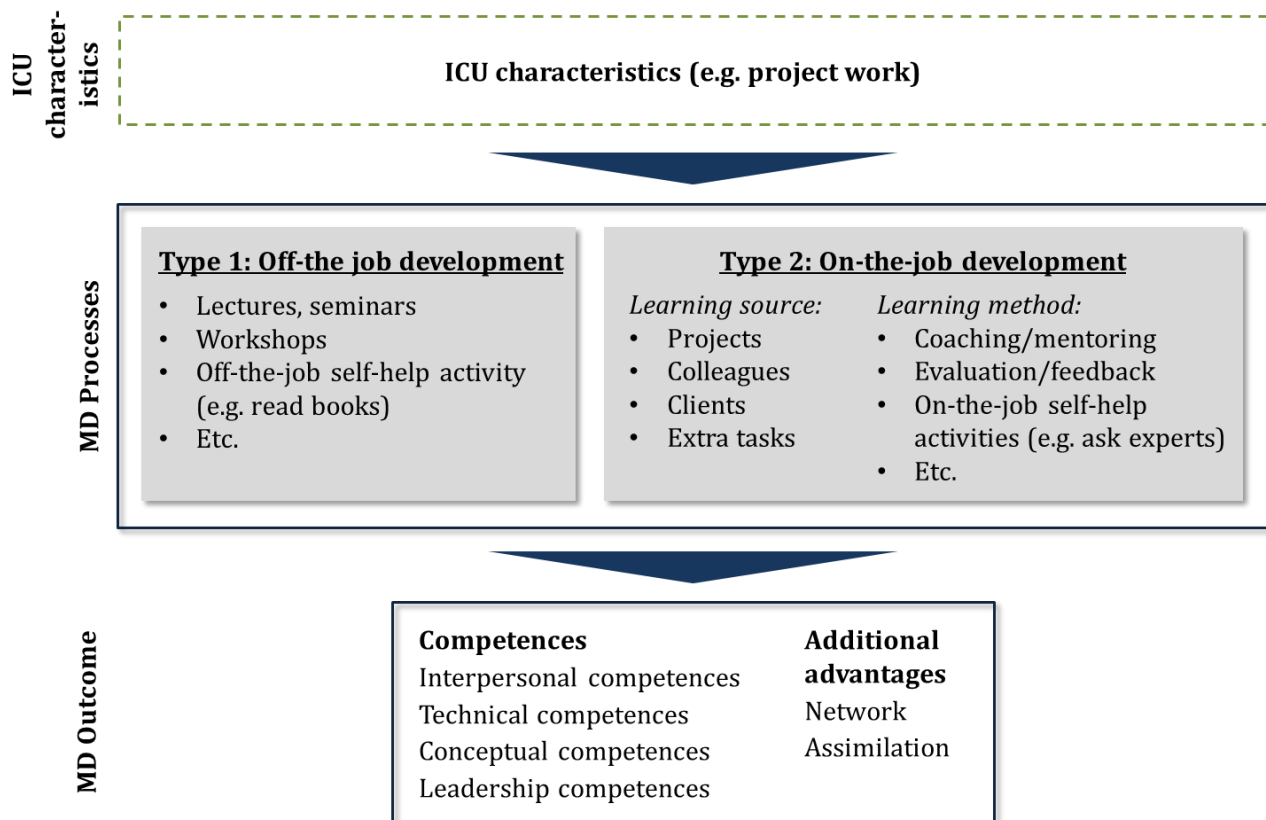 ICU
character-
istics
ICU characteristics (e.g. project work)
MD Processes
Type 1: Off-the job development
• Lectures, seminars
• Workshops
• Off-the-job self-help activity
(e.g. read books)
• Etc.
Type 2: On-the-job development
Learning source:
• Projects
• Colleagues
• Clients
• Extra tasks
Learning method:
• Coaching/mentoring
• Evaluation/feedback
• On-the-job self-help
activities (e.g. ask experts)
• Etc.
MD Outcome
Competences
Interpersonal competences
Technical competences
Conceptual competences
Leadership competences
Additional
advantages
Network
Assimilation